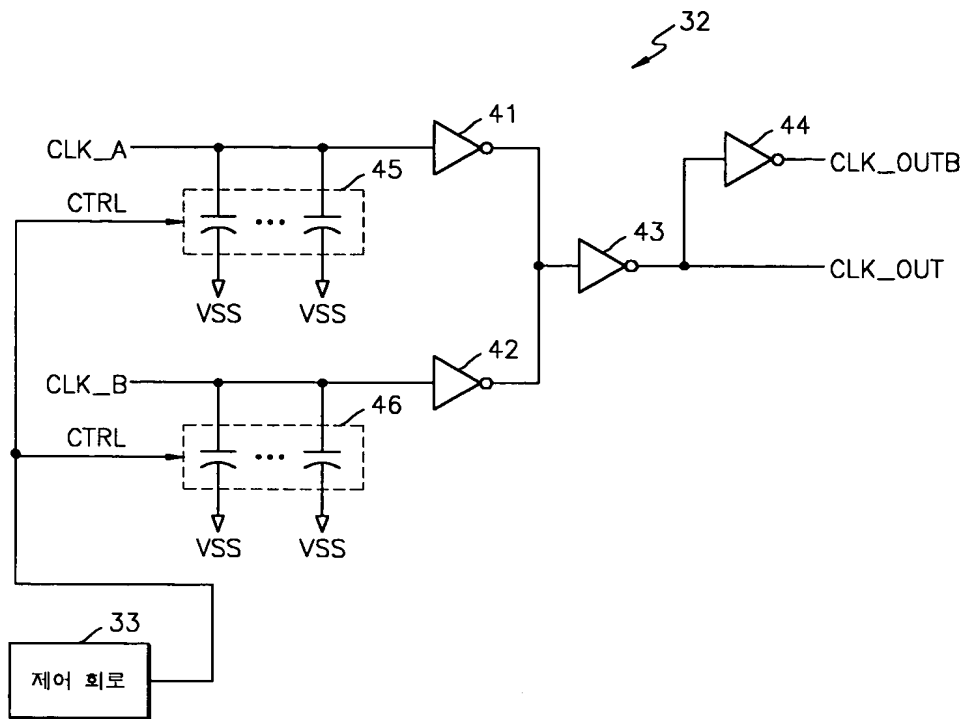 32
41
44
CLK_A
CLK_OUTB
45
CTRL
43
CLK_OUT
VSS VSS
42
CLK_B
46
CTRL
VSS VSS
33
제어 회로